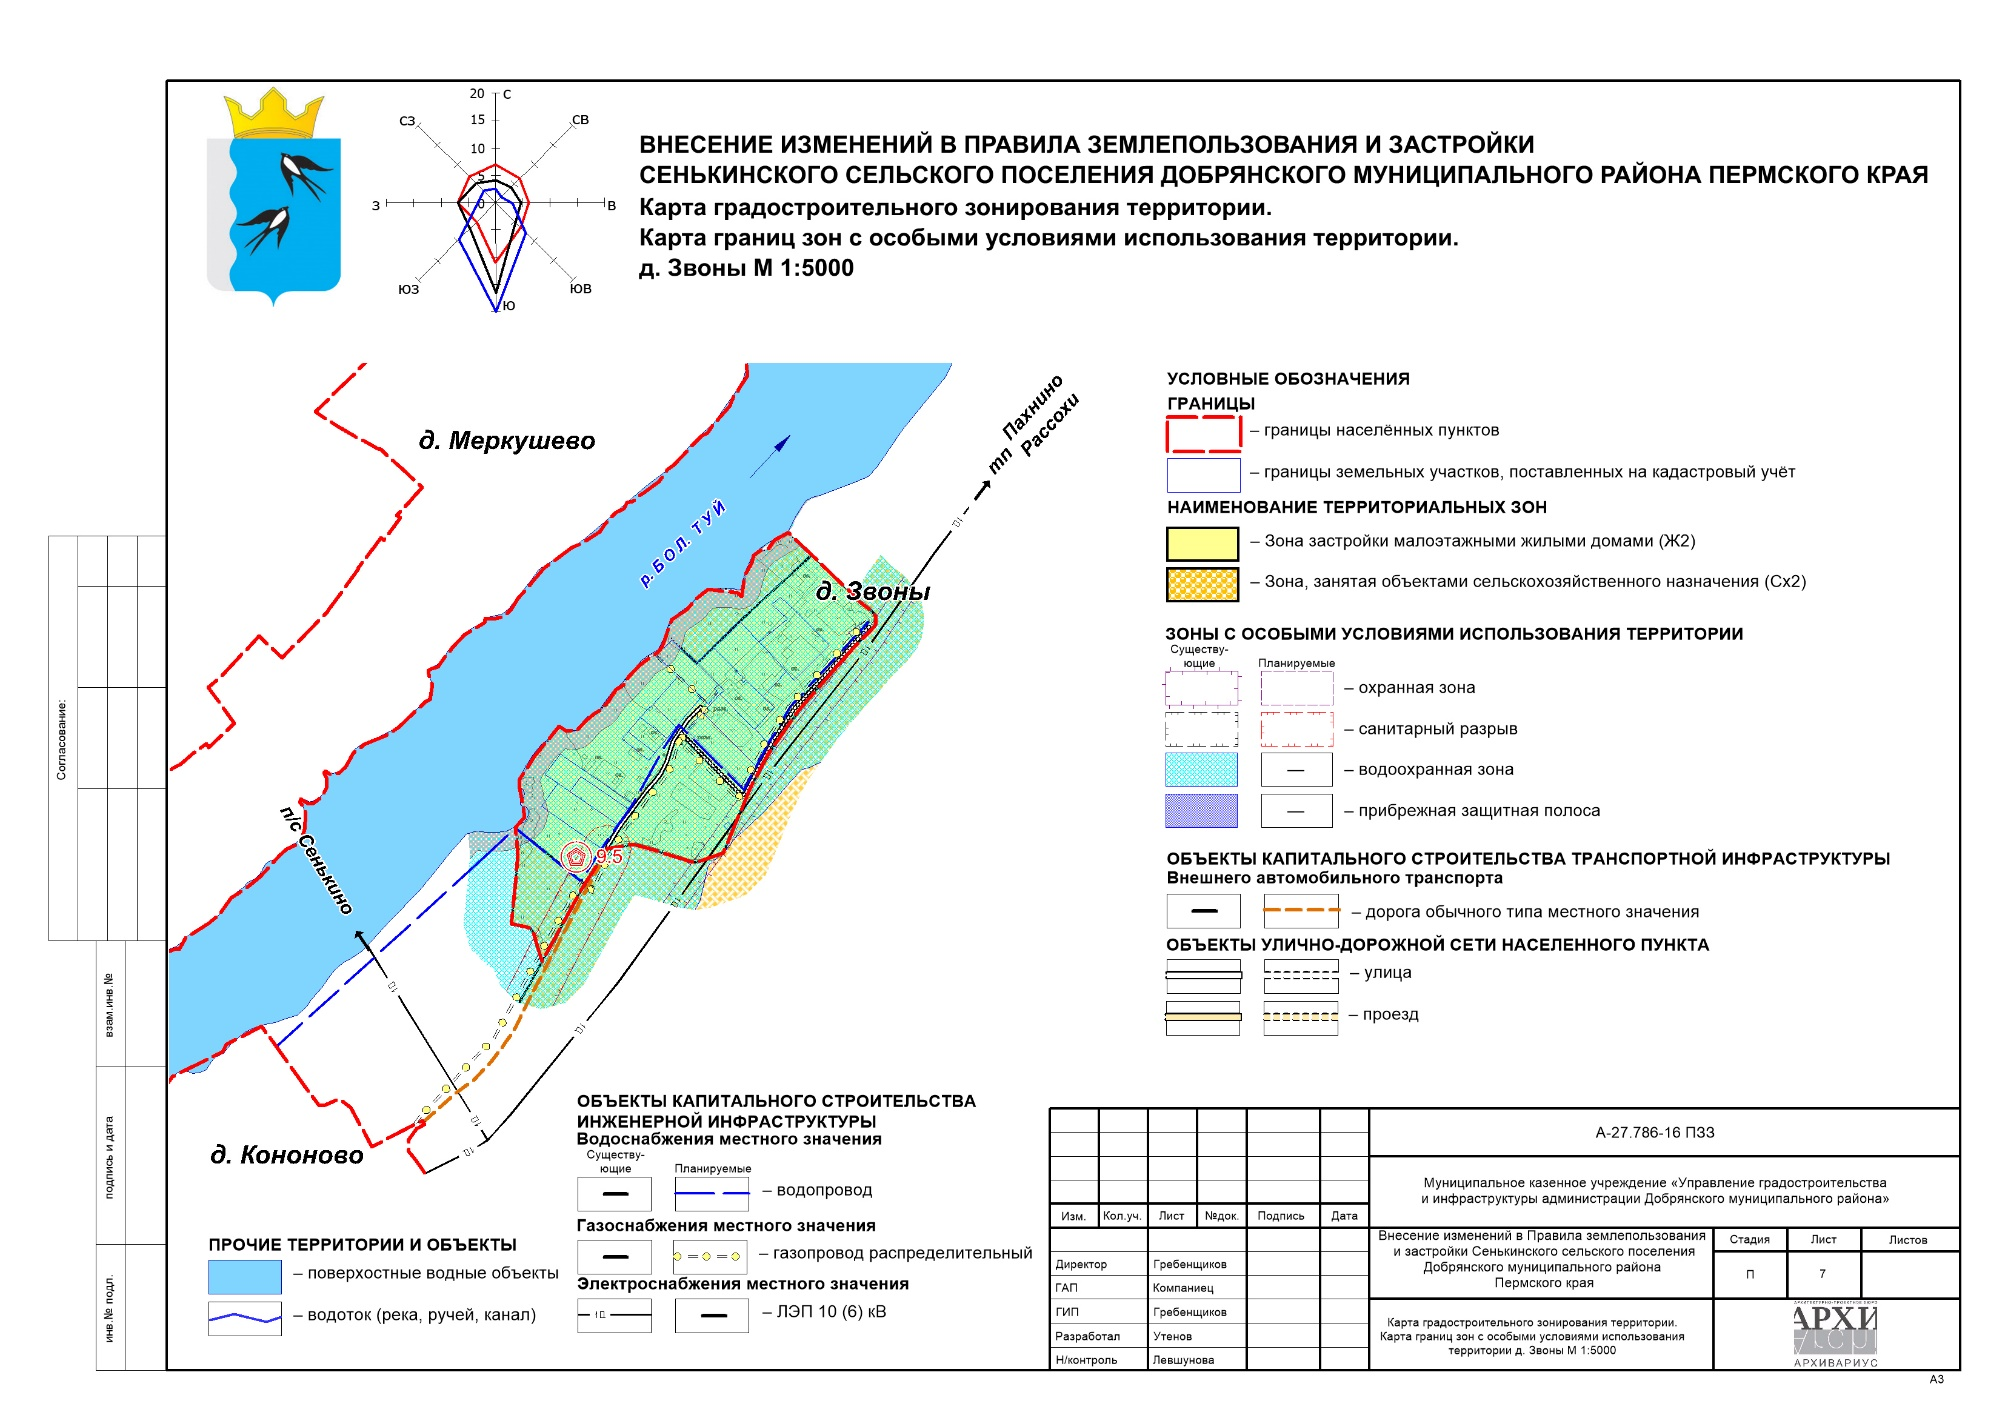 20
С
СЗ
15
СВ
10
5
З
0
В
ЮЗ
ЮВ
Ю
ВНЕСЕНИЕ ИЗМЕНЕНИЙ В ПРАВИЛА ЗЕМЛЕПОЛЬЗОВАНИЯ И ЗАСТРОЙКИ
СЕНЬКИНСКОГО СЕЛЬСКОГО ПОСЕЛЕНИЯ ДОБРЯНСКОГО МУНИЦИПАЛЬНОГО РАЙОНА ПЕРМСКОГО КРАЯ
Карта градостроительного зонирования территории.
Карта границ зон с особыми условиями использования территории.
д. Звоны М 1:5000
д. Меркушево
р. БОЛ. ТУЙ
тп Пахнино
Рассохи
д. Звоны
п/с Сенькино
9.5
д. Кононово
УСЛОВНЫЕ ОБОЗНАЧЕНИЯ
ГРАНИЦЫ
– границы населённых пунктов
– границы земельных участков, поставленных на кадастровый учёт
НАИМЕНОВАНИЕ ТЕРРИТОРИАЛЬНЫХ ЗОН
– Зона застройки малоэтажными жилыми домами (Ж2)
– Зона, занятая объектами сельскохозяйственного назначения (Сх2)
ЗОНЫ С ОСОБЫМИ УСЛОВИЯМИ ИСПОЛЬЗОВАНИЯ ТЕРРИТОРИИ
Существу-
ющие Планируемые
– охранная зона
– санитарный разрыв
– водоохранная зона
– прибрежная защитная полоса
ОБЪЕКТЫ КАПИТАЛЬНОГО СТРОИТЕЛЬСТВА ТРАНСПОРТНОЙ ИНФРАСТРУКТУРЫ
Внешнего автомобильного транспорта
– дорога обычного типа местного значения
ОБЪЕКТЫ УЛИЧНО-ДОРОЖНОЙ СЕТИ НАСЕЛЕННОГО ПУНКТА
– улица
– проезд
ОБЪЕКТЫ КАПИТАЛЬНОГО СТРОИТЕЛЬСТВА
ИНЖЕНЕРНОЙ ИНФРАСТРУКТУРЫ
Водоснабжения местного значения
Существу-
ющие Планируемые
– водопровод
Газоснабжения местного значения
– газопровод распределительный
Электроснабжения местного значения
– ЛЭП 10 (6) кВ
ПРОЧИЕ ТЕРРИТОРИИ И ОБЪЕКТЫ
– поверхостные водные объекты
– водоток (река, ручей, канал)
Согласование:
взам.инв.№
подпись и дата
инв.№ подл.
А-27.786-16 ПЗЗ
Муниципальное казенное учреждение «Управление градостроительства
и инфраструктуры администрации Добрянского муниципального района»
Изм. Кол.уч. Лист №док. Подпись Дата
Директор Гребенщиков
ГАП Компаниец
ГИП Гребенщиков
Разработал Утенов
Н/контроль Левшунова
Внесение изменений в Правила землепользования
и застройки Сенькинского сельского поселения
Добрянского муниципального района
Пермского края
Стадия Лист Листов
П 7
Карта градостроительного зонирования территории.
Карта границ зон с особыми условиями использования
территории д. Звоны М 1:5000
АРХИ
АРХИВАРИУС
А3